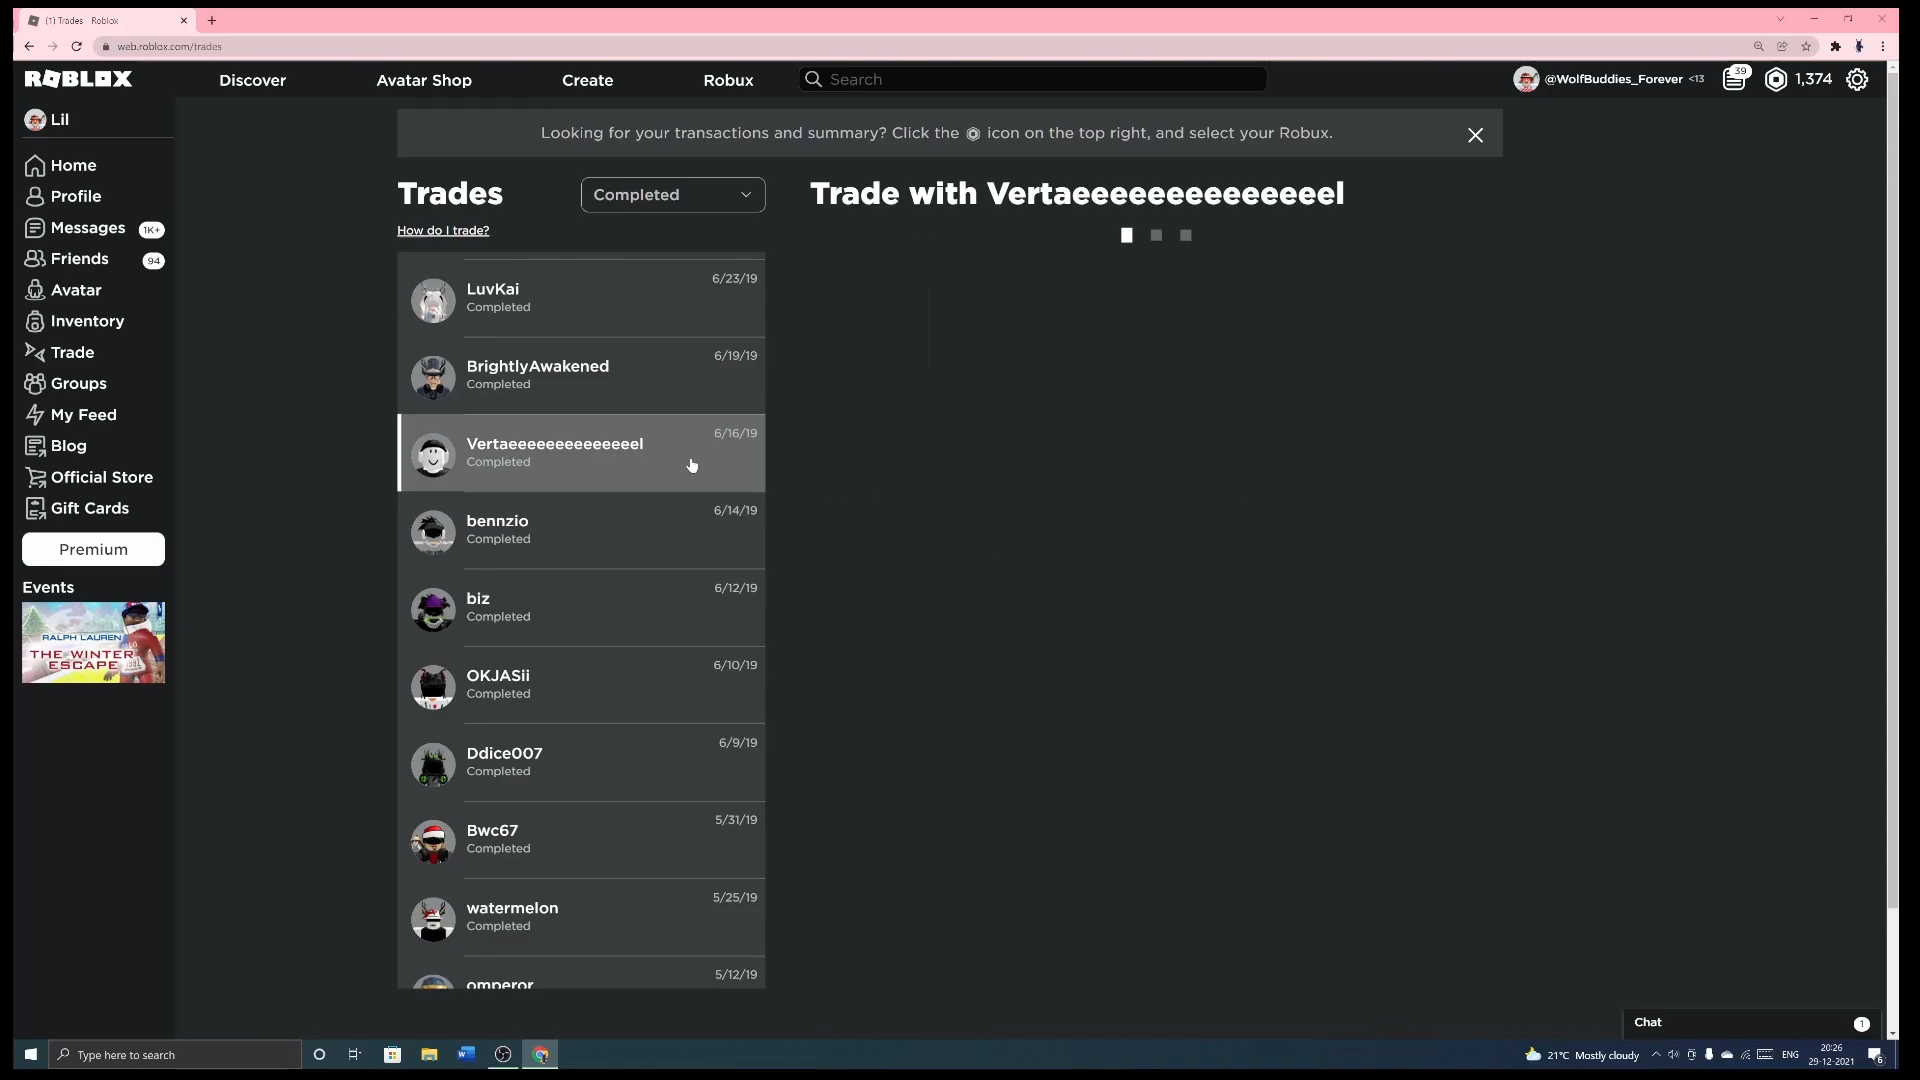 (1) Trades - Roblox
web.roblox.com/trades
ROBLOX
Discover
Avatar Shop
Create
Robux
Search
@WolfBuddies_Forever <13
39
1,374
Lil
Home
Profile
Messages 1K+
Friends 94
Avatar
Inventory
Trade
Groups
My Feed
Blog
Official Store
Gift Cards
Premium
Events
RALPH LAUREN
THE WINTER
ESCAPE
Looking for your transactions and summary? Click the icon on the top right, and select your Robux.
Trades
Completed
How do I trade?
LuvKai
6/23/19
Completed
BrightlyAwakened
6/19/19
Completed
Vertaeeeeeeeeeeeeeel
6/16/19
Completed
bennzio
6/14/19
Completed
biz
6/12/19
Completed
OKJASii
6/10/19
Completed
Ddice007
6/9/19
Completed
Bwc67
5/31/19
Completed
watermelon
5/25/19
Completed
omperor
5/12/19
Trade with Vertaeeeeeeeeeeeeeel
Chat
1
Type here to search
21°C Mostly cloudy
ENG
20:26
29-12-2021
6